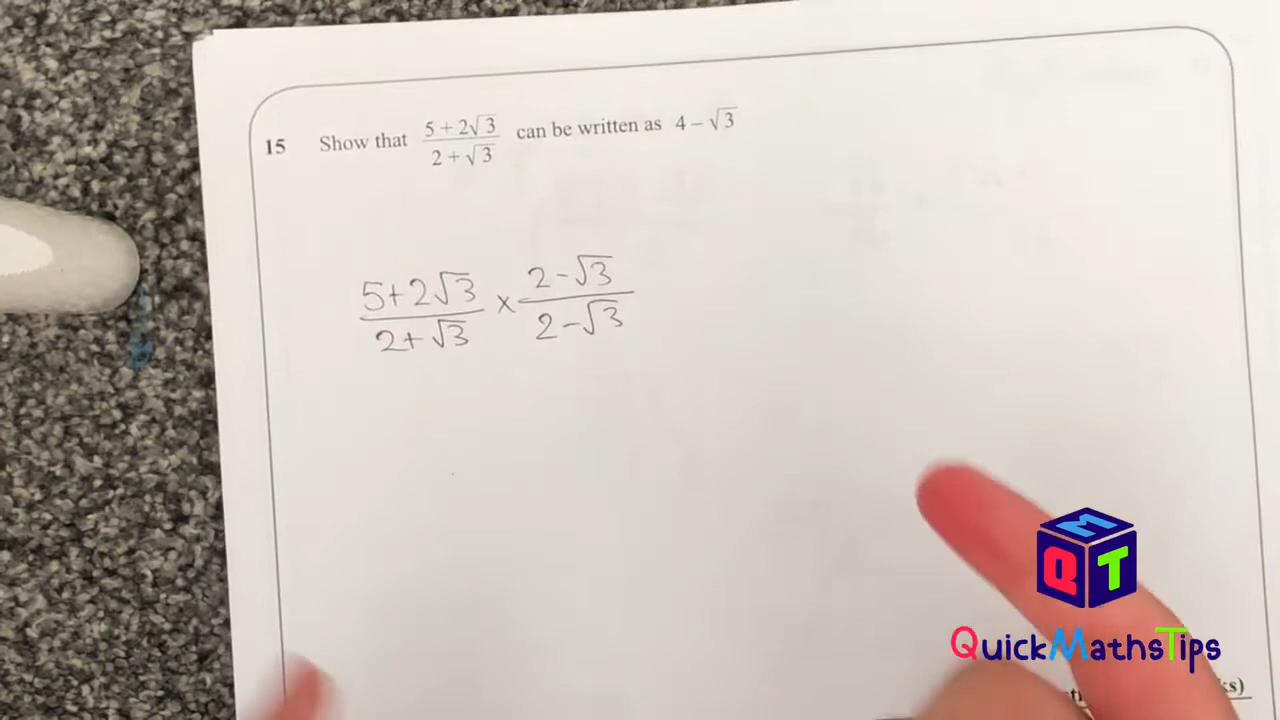 15 Show that (5 + 2√3)/(2 + √3) can be written as 4 – √3
(5+2√3)/(2+√3) × (2-√3)/(2-√3)
M
Q T
QuickMathsTips